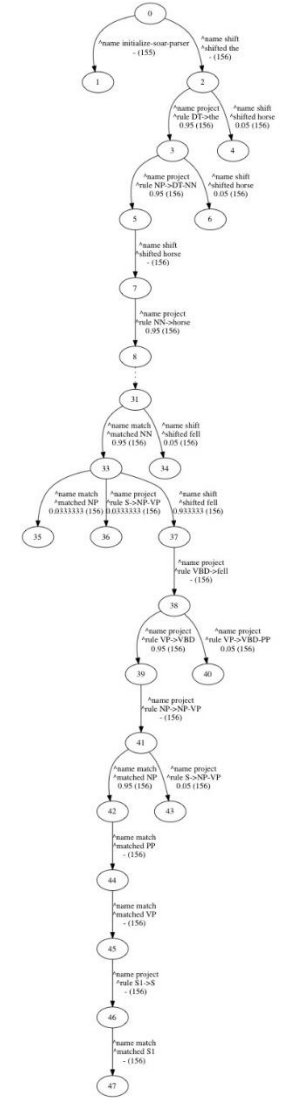 0
^name initialize-soar-parser
- (155)
^name shift
^shifted the
- (156)
1
2
^name project
^rule DT->the
0.95 (156)
^name shift
^shifted horse
0.05 (156)
3
4
^name project
^rule NP->DT-NN
0.95 (156)
^name shift
^shifted horse
0.05 (156)
5
6
^name shift
^shifted horse
- (156)
7
^name project
^rule NN->horse
0.95 (156)
8
31
^name match
^matched NN
0.95 (156)
^name shift
^shifted fell
0.05 (156)
33
34
^name match
^matched NP
0.0333333 (156)
^name project
^rule S->NP-VP
0.0333333 (156)
^name shift
^shifted fell
0.933333 (156)
35
36
37
^name project
^rule VBD->fell
- (156)
38
^name project
^rule VP->VBD
0.95 (156)
^name project
^rule VP->VBD-PP
0.05 (156)
39
40
^name project
^rule NP->NP-VP
- (156)
41
^name match
^matched NP
0.95 (156)
^name project
^rule S->NP-VP
0.05 (156)
42
43
^name match
^matched PP
- (156)
44
^name match
^matched VP
- (156)
45
^name project
^rule S1->S
- (156)
46
^name match
^matched S1
- (156)
47